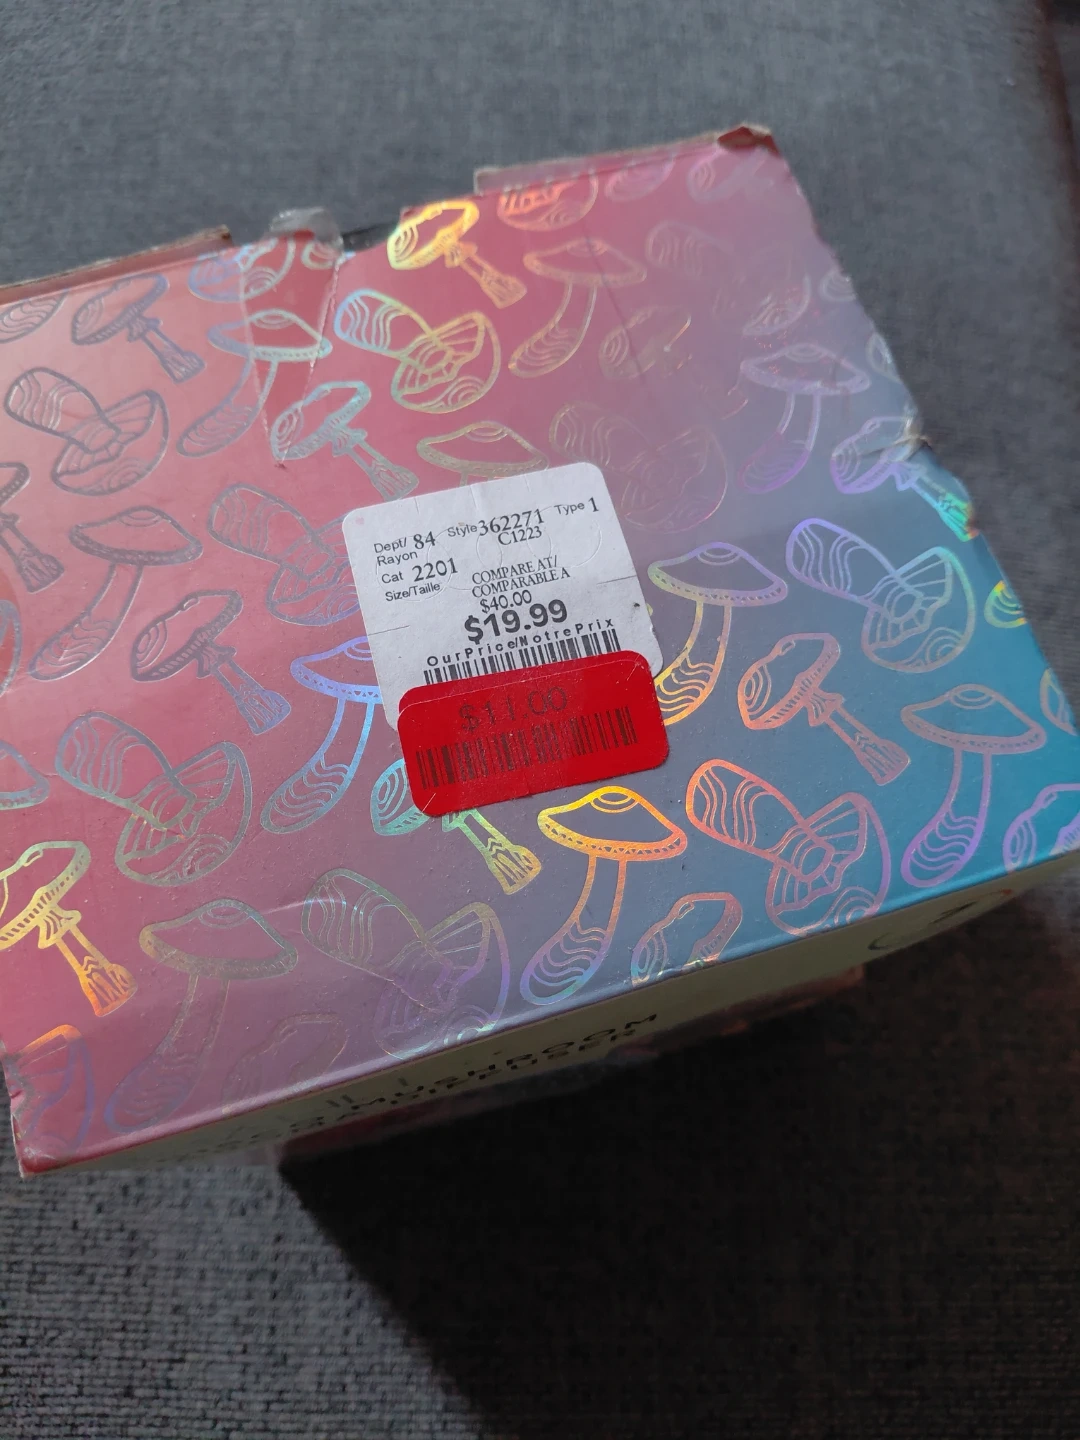 Dept/ 84 Style 362271 Type 1
Rayon C1223
Cat 2201 COMPARE AT/
Size/Taille COMPARABLE A
$40.00
$19.99
OurPrice/NotrePrix
$11.00
MUSHROOM